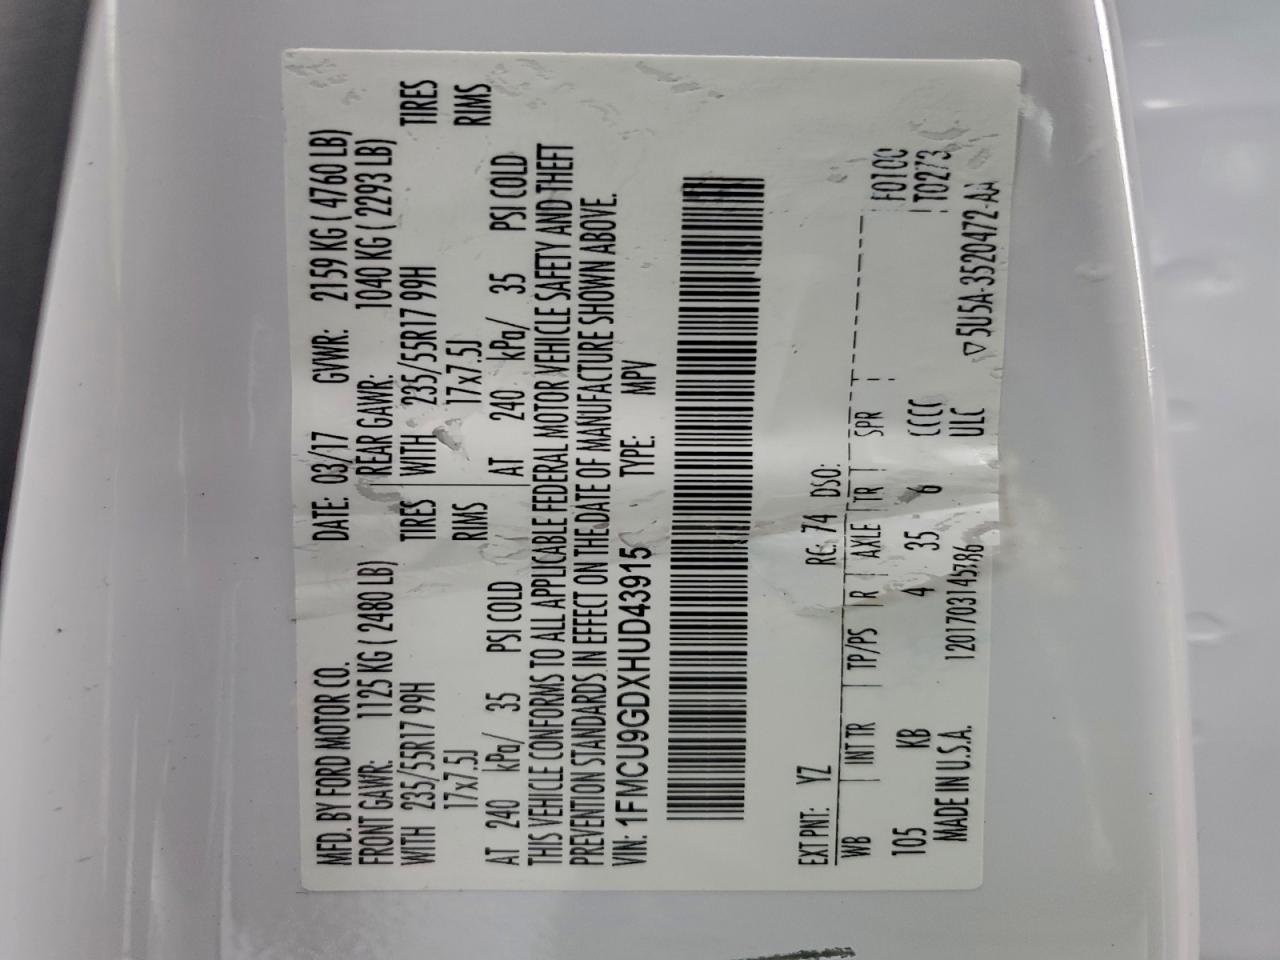 MFD. BY FORD MOTOR CO. DATE: 03/17 GVWR: 2159 KG ( 4760 LB)
FRONT GAWR: 1125 KG ( 2480 LB) REAR GAWR: 1040 KG ( 2293 LB)
WITH 235/55R17 99H TIRES WITH 235/55R17 99H TIRES
17x7.5J RIMS 17x7.5J RIMS
AT 240 kPa/ 35 PSI COLD AT 240 kPa/ 35 PSI COLD
THIS VEHICLE CONFORMS TO ALL APPLICABLE FEDERAL MOTOR VEHICLE SAFETY AND THEFT
PREVENTION STANDARDS IN EFFECT ON THE DATE OF MANUFACTURE SHOWN ABOVE.
VIN: 1FMCU9GDXHUD43915 TYPE: MPV
EXT PNT: YZ RC: 74 DSO:
WB INT TR TP/PS R AXLE TR SPR F0100
105 KB 4 35 6 CCCC T0273
MADE IN U.S.A. ULC
▽5U5A-3520472-AA